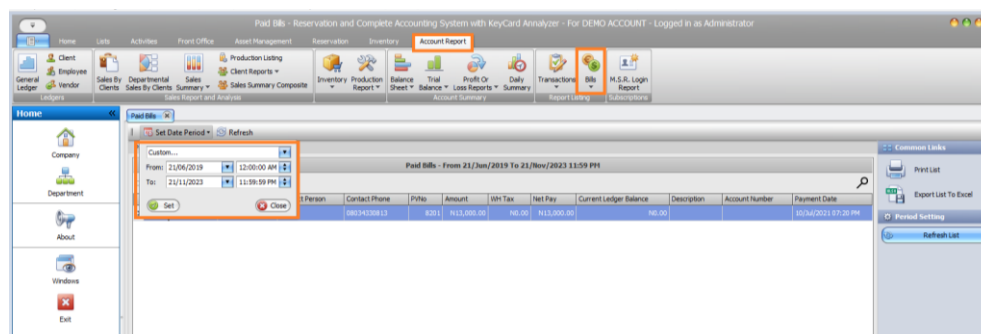 Paid Bills - Reservation and Complete Accounting System with KeyCard Annalyzer - For DEMO ACCOUNT - Logged in as Administrator
Home Lists Activities Front Office Asset Management Reservation Inventory Account Report
General Ledger
Client
Employee
Vendor
Ledgers
Sales By Clients
Departmental Sales By Clients
Sales Summary
Production Listing
Client Reports
Sales Summary Composite
Sales Report and Analysis
Inventory
Production Report
Balance Sheet
Trial Balance
Profit Or Loss Reports
Daily Summary
Account Summary
Transactions
Bills
Report Listing
M.S.R. Login Report
Subscriptions
Home
Company
Department
About
Windows
Exit
Paid Bills
Set Date Period Refresh
Custom...
From: 21/06/2019 12:00:00 AM
To: 21/11/2023 11:59:59 PM
Set Close
Paid Bills - From 21/Jun/2019 To 21/Nov/2023 11:59 PM
t Person Contact Phone PVNo Amount WH Tax Net Pay Current Ledger Balance Description Account Number Payment Date
08034330813 8201 N13,000.00 N0.00 N13,000.00 N0.00 10/Jul/2021 07:20 PM
Common Links
Print List
Export List To Excel
Period Setting
Refresh List